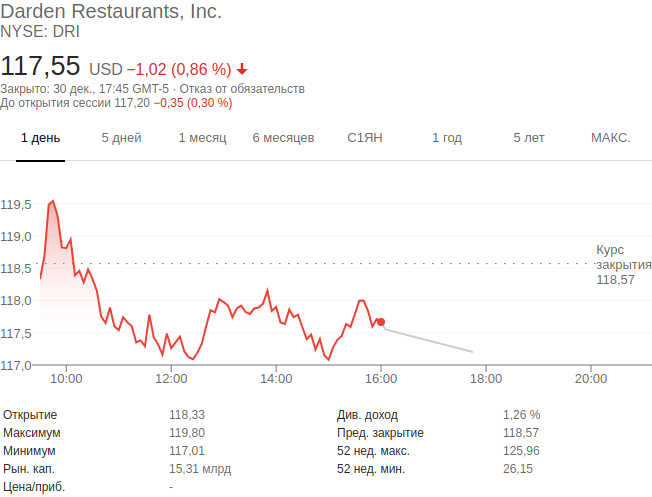 Darden Restaurants, Inc.
NYSE: DRI
117,55 USD −1,02 (0,86 %)
Закрыто: 30 дек., 17:45 GMT-5 · Отказ от обязательств
До открытия сессии 117,20 −0,35 (0,30 %)
1 день 5 дней 1 месяц 6 месяцев С1ЯН 1 год 5 лет МАКС.
119,5
119,0
118,5
118,0
117,5
117,0
Курс
закрытия
118,57
10:00 12:00 14:00 16:00 18:00 20:00
Открытие 118,33 Див. доход 1,26 %
Максимум 119,80 Пред. закрытие 118,57
Минимум 117,01 52 нед. макс. 125,96
Рын. кап. 15,31 млрд 52 нед. мин. 26,15
Цена/приб. -